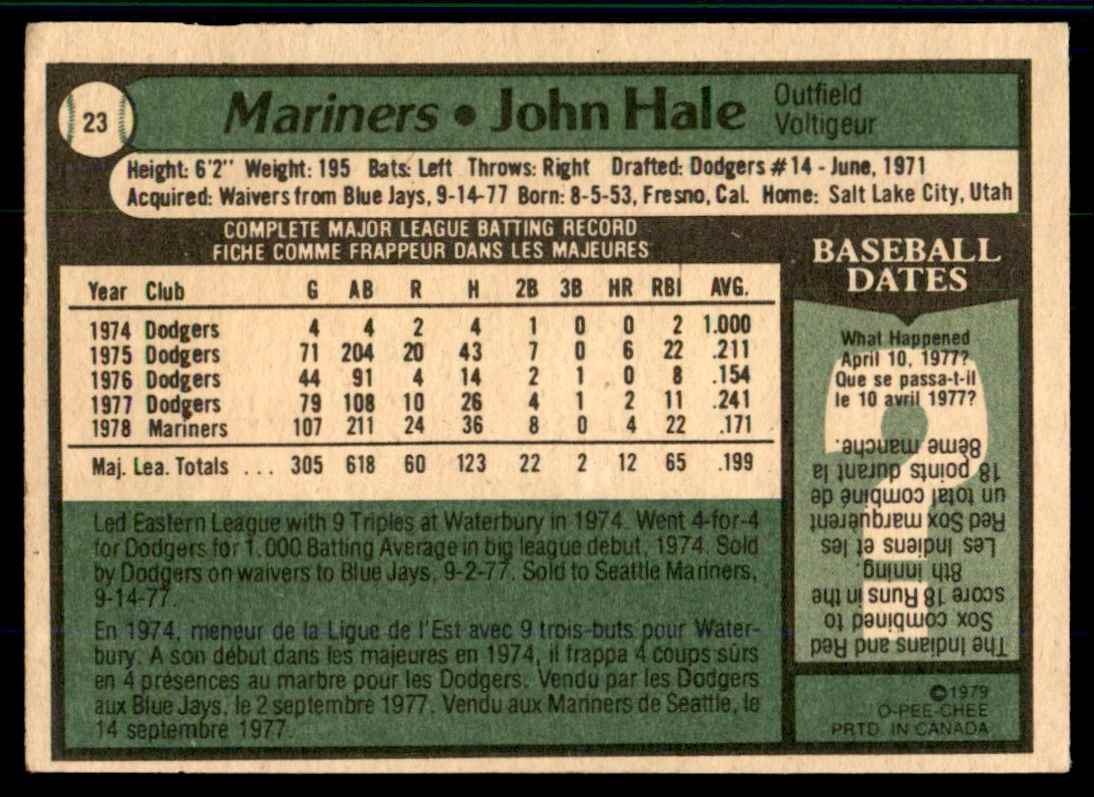 23
Mariners • John Hale
Outfield
Voltigeur
Height: 6'2" Weight: 195 Bats: Left Throws: Right Drafted: Dodgers #14 - June, 1971
Acquired: Waivers from Blue Jays, 9-14-77 Born: 8-5-53, Fresno, Cal. Home: Salt Lake City, Utah
COMPLETE MAJOR LEAGUE BATTING RECORD
FICHE COMME FRAPPEUR DANS LES MAJEURES
Year Club G AB R H 2B 3B HR RBI AVG.
1974 Dodgers 4 4 2 4 1 0 0 2 1.000
1975 Dodgers 71 204 20 43 7 0 6 22 .211
1976 Dodgers 44 91 4 14 2 1 0 8 .154
1977 Dodgers 79 108 10 26 4 1 2 11 .241
1978 Mariners 107 211 24 36 8 0 4 22 .171
Maj. Lea. Totals ... 305 618 60 123 22 2 12 65 .199
Led Eastern League with 9 Triples at Waterbury in 1974. Went 4-for-4
for Dodgers for 1.000 Batting Average in big league debut, 1974. Sold
by Dodgers on waivers to Blue Jays, 9-2-77. Sold to Seattle Mariners,
9-14-77.
En 1974, meneur de la Ligue de l'Est avec 9 trois-buts pour Water-
bury. A son début dans les majeures en 1974, il frappa 4 coups sûrs
en 4 présences au marbre pour les Dodgers. Vendu par les Dodgers
aux Blue Jays, le 2 septembre 1977. Vendu aux Mariners de Seattle, le
14 septembre 1977.
BASEBALL
DATES
What Happened
April 10, 1977?
Que se passa-t-il
le 10 avril 1977?
The Indians and Red
Sox combined to
score 18 Runs in the
8th inning.
Les Indiens et les
Red Sox marquèrent
un total combiné de
18 points durant la
8ème manche.
©1979
O-PEE-CHEE
PRTD. IN CANADA